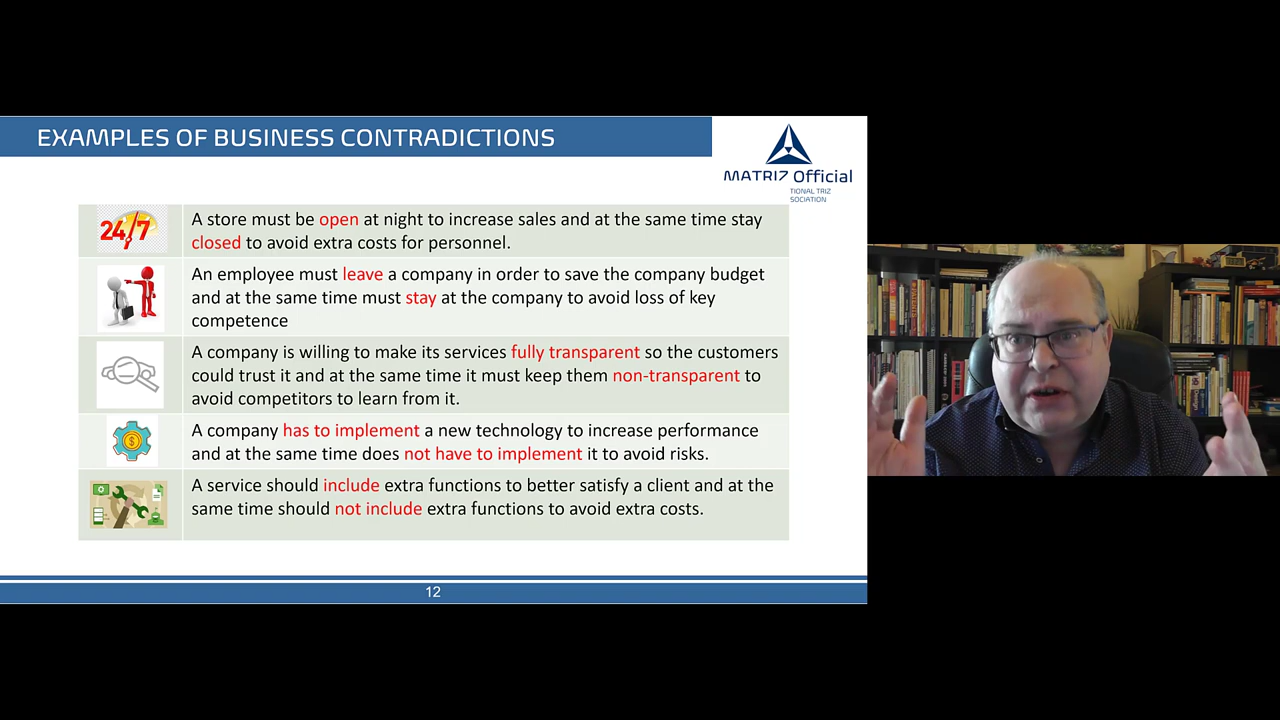 EXAMPLES OF BUSINESS CONTRADICTIONS
MATRIZ Official
TIONAL TRIZ
SOCIATION
24/7
A store must be open at night to increase sales and at the same time stay
closed to avoid extra costs for personnel.
An employee must leave a company in order to save the company budget
and at the same time must stay at the company to avoid loss of key
competence
A company is willing to make its services fully transparent so the customers
could trust it and at the same time it must keep them non-transparent to
avoid competitors to learn from it.
$
A company has to implement a new technology to increase performance
and at the same time does not have to implement it to avoid risks.
A service should include extra functions to better satisfy a client and at the
same time should not include extra functions to avoid extra costs.
12